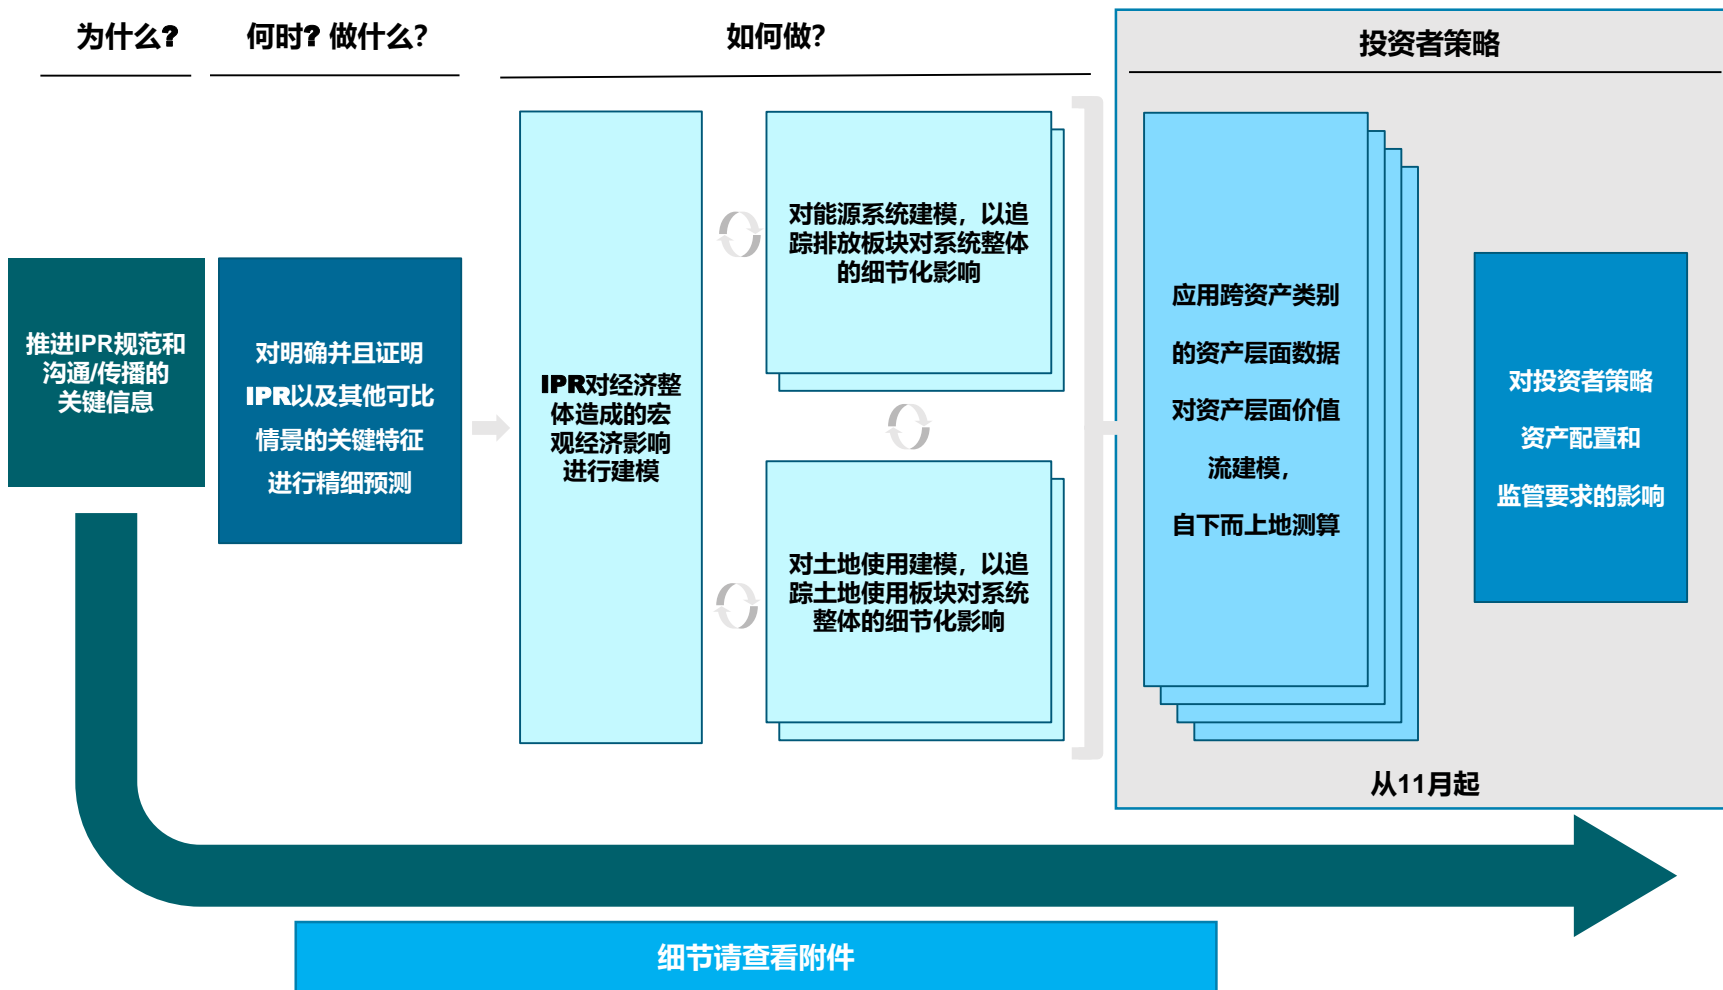 为什么?
何时? 做什么?
如何做?
投资者策略
推进IPR规范和
沟通/传播的
关键信息
对明确并且证明
IPR以及其他可比
情景的关键特征
进行精细预测
IPR对经济整
体造成的宏
观经济影响
进行建模
对能源系统建模，以追
踪排放板块对系统整体
的细节化影响
对土地使用建模，以追
踪土地使用板块对系统
整体的细节化影响
应用跨资产类别
的资产层面数据
对资产层面价值
流建模，
自下而上地测算
对投资者策略
资产配置和
监管要求的影响
从11月起
细节请查看附件